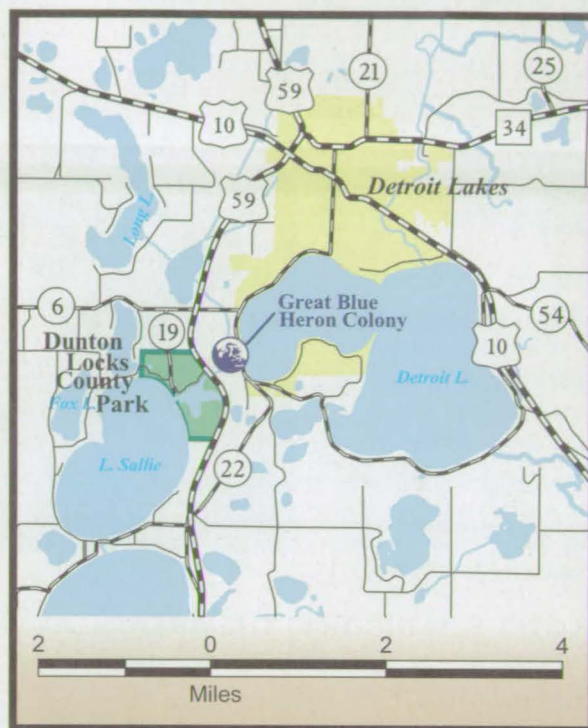 59
21
25
10
34
59
Detroit Lakes
Long L.
6
Great Blue
Heron Colony
54
Dunton
Locks
County
Park
19
10
Fox L.
Detroit L.
L. Sallie
22
2
0
2
4
Miles